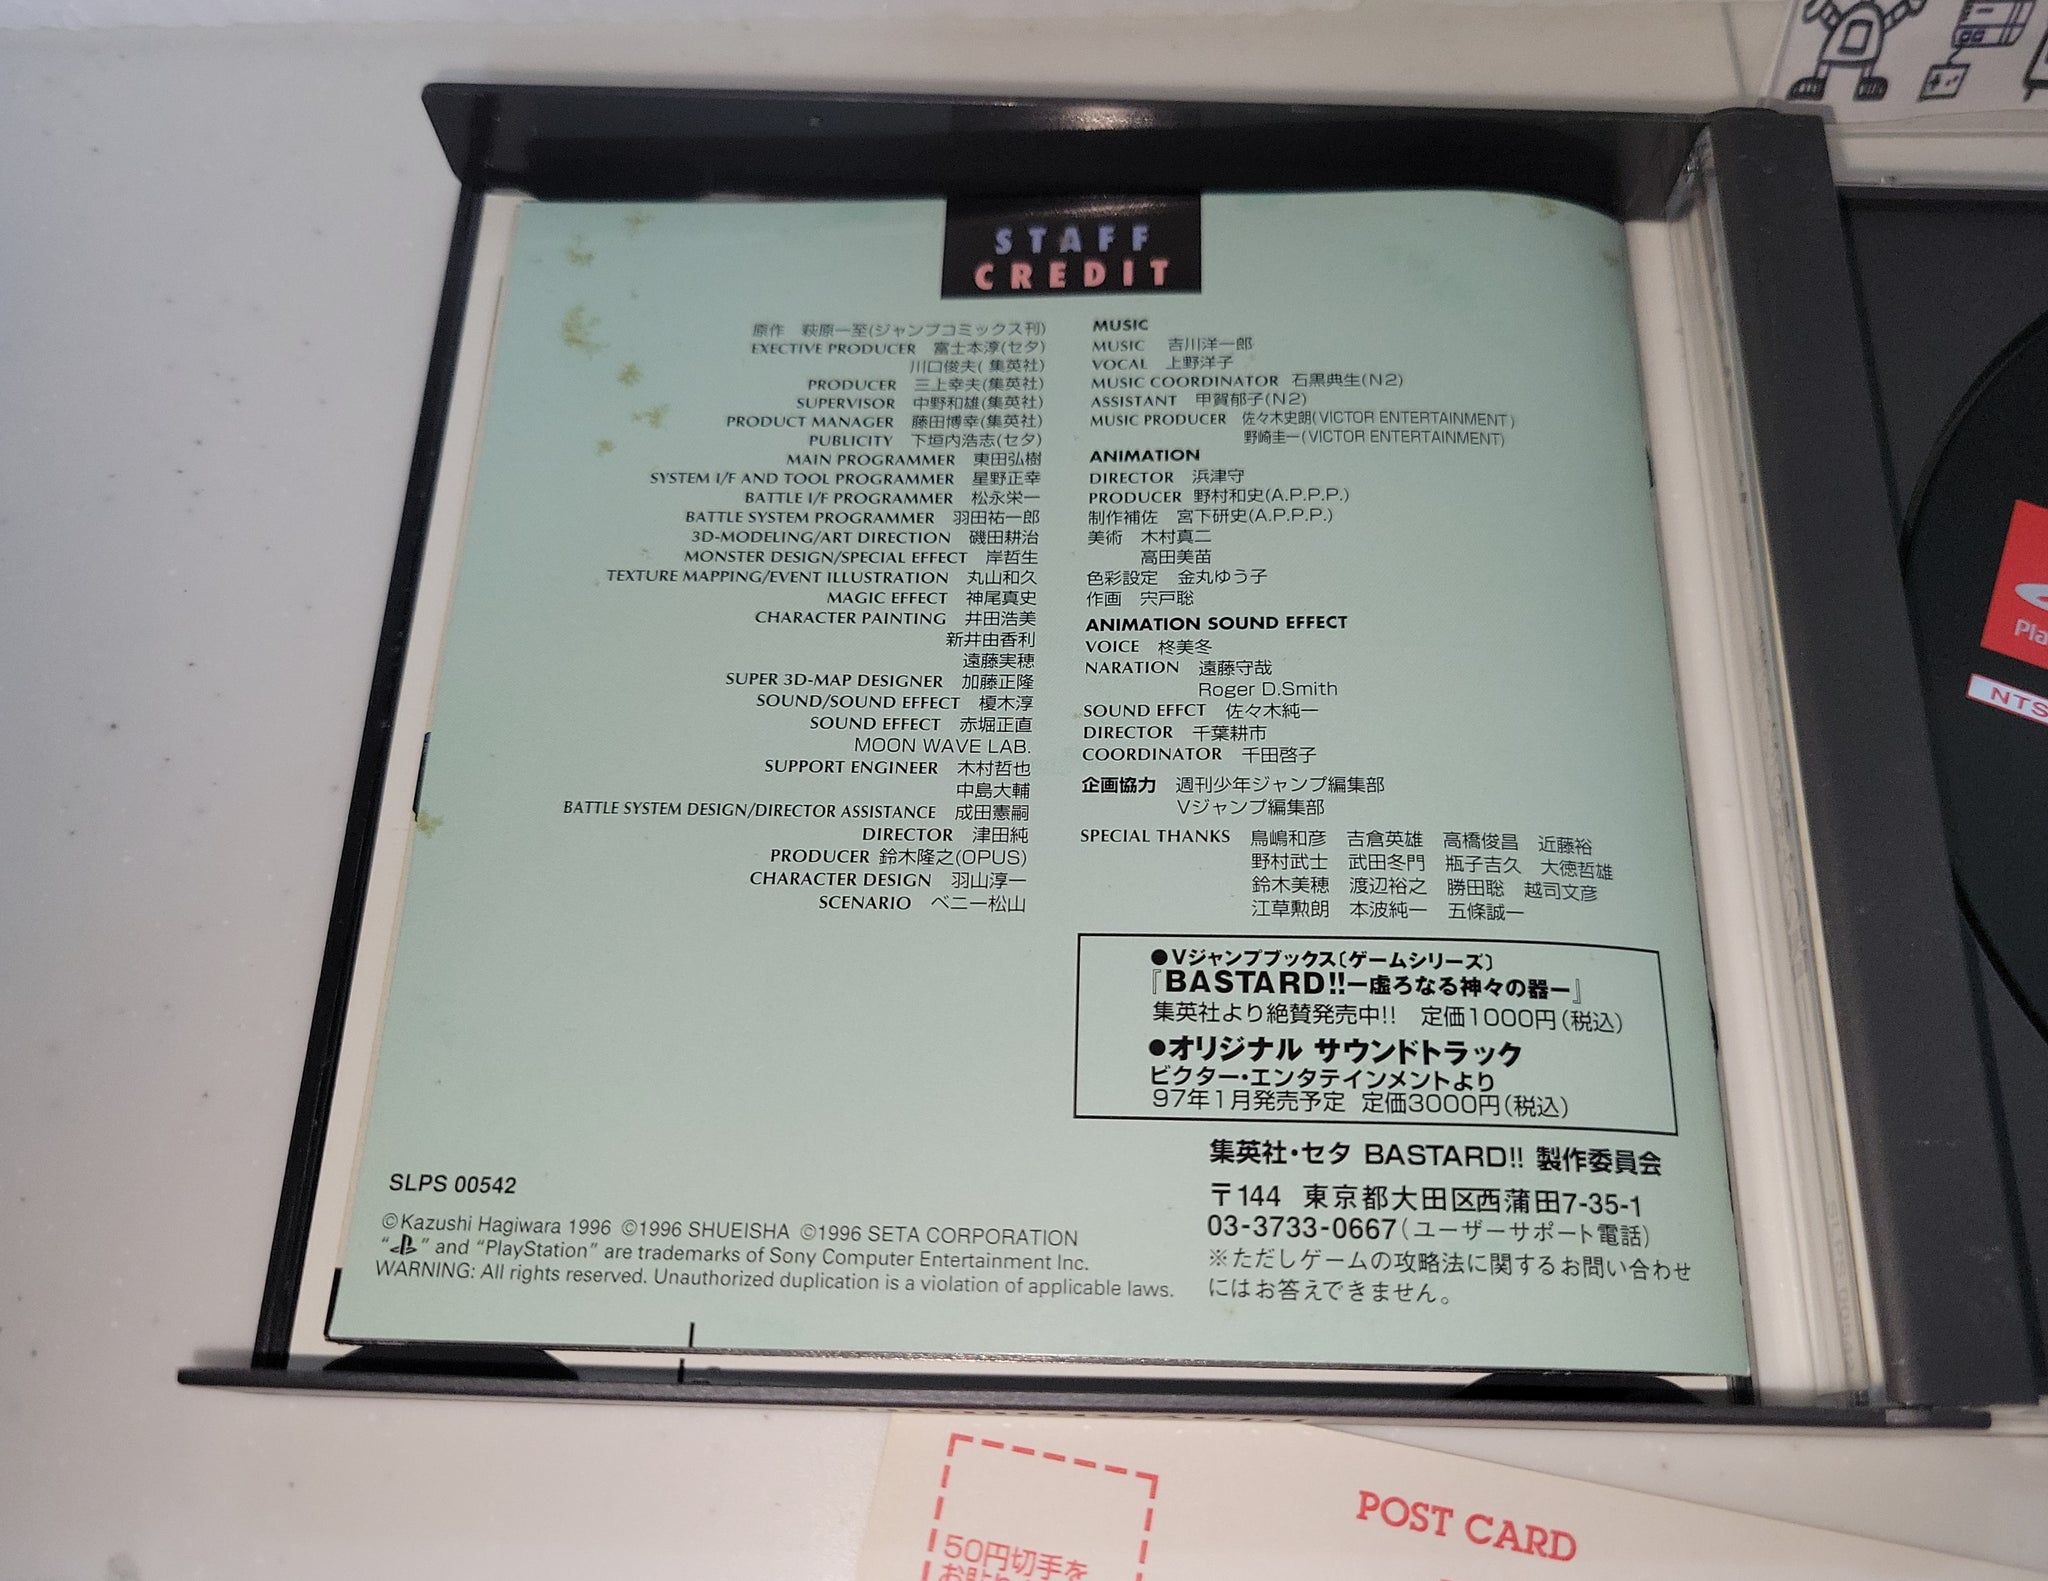 STAFF
CREDIT
原作 萩原一至(ジャンプコミックス刊)
EXECTIVE PRODUCER 富士本淳(セタ)
川口俊夫( 集英社)
PRODUCER 三上幸夫(集英社)
SUPERVISOR 中野和雄(集英社)
PRODUCT MANAGER 藤田博幸(集英社)
PUBLICITY 下垣内浩志(セタ)
MAIN PROGRAMMER 東田弘樹
SYSTEM I/F AND TOOL PROGRAMMER 星野正幸
BATTLE I/F PROGRAMMER 松永栄一
BATTLE SYSTEM PROGRAMMER 羽田祐一郎
3D-MODELING/ART DIRECTION 磯田耕治
MONSTER DESIGN/SPECIAL EFFECT 岸哲生
TEXTURE MAPPING/EVENT ILLUSTRATION 丸山和久
MAGIC EFFECT 神尾真史
CHARACTER PAINTING 井田浩美
新井由香利
遠藤実穂
SUPER 3D-MAP DESIGNER 加藤正隆
SOUND/SOUND EFFECT 榎木淳
SOUND EFFECT 赤堀正直
MOON WAVE LAB.
SUPPORT ENGINEER 木村哲也
中島大輔
BATTLE SYSTEM DESIGN/DIRECTOR ASSISTANCE 成田憲嗣
DIRECTOR 津田純
PRODUCER 鈴木隆之(OPUS)
CHARACTER DESIGN 羽山淳一
SCENARIO ベニー松山
MUSIC
MUSIC 吉川洋一郎
VOCAL 上野洋子
MUSIC COORDINATOR 石黒典生(N2)
ASSISTANT 甲賀郁子(N2)
MUSIC PRODUCER 佐々木史朗(VICTOR ENTERTAINMENT)
野崎圭一(VICTOR ENTERTAINMENT)
ANIMATION
DIRECTOR 浜津守
PRODUCER 野村和史(A.P.P.P.)
制作補佐 宮下研史(A.P.P.P.)
美術 木村真二
高田美苗
色彩設定 金丸ゆう子
作画 宍戸聡
ANIMATION SOUND EFFECT
VOICE 柊美冬
NARATION 遠藤守哉
Roger D.Smith
SOUND EFFCT 佐々木純一
DIRECTOR 千葉耕市
COORDINATOR 千田啓子
企画協力 週刊少年ジャンプ編集部
Vジャンプ編集部
SPECIAL THANKS 鳥嶋和彦 吉倉英雄 高橋俊昌 近藤裕
野村武士 武田冬門 瓶子吉久 大徳哲雄
鈴木美穂 渡辺裕之 勝田聡 越司文彦
江草勲朗 本波純一 五條誠一
●Vジャンプブックス〔ゲームシリーズ〕
『BASTARD!!ー虚ろなる神々の器ー』
集英社より絶賛発売中!! 定価1000円(税込)
●オリジナル サウンドトラック
ビクター・エンタテインメントより
97年1月発売予定 定価3000円(税込)
集英社・セタ BASTARD!! 製作委員会
〒144 東京都大田区西蒲田7-35-1
03-3733-0667(ユーザーサポート電話)
※ただしゲームの攻略法に関するお問い合わせ
にはお答えできません。
SLPS 00542
©Kazushi Hagiwara 1996 ©1996 SHUEISHA ©1996 SETA CORPORATION
“ ” and “PlayStation” are trademarks of Sony Computer Entertainment Inc.
WARNING: All rights reserved. Unauthorized duplication is a violation of applicable laws.
POST CARD
50円切手を